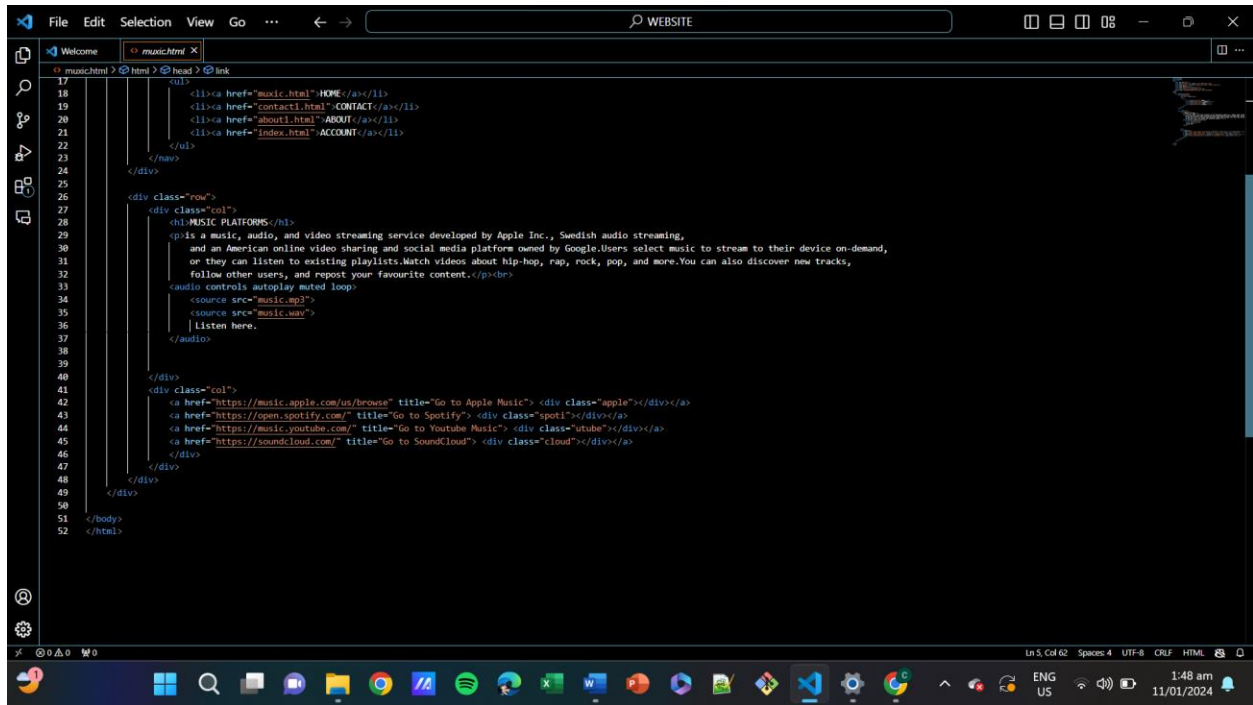 File Edit Selection View Go ··· WEBSITE
Welcome muxic.html
muxic.html > html > head > link
17 <ul>
18 <li><a href="muxic.html">HOME</a></li>
19 <li><a href="contact1.html">CONTACT</a></li>
20 <li><a href="about1.html">ABOUT</a></li>
21 <li><a href="index.html">ACCOUNT</a></li>
22 </ul>
23 </nav>
24 </div>
25
26 <div class="row">
27 <div class="col">
28 <h1>MUSIC PLATFORMS</h1>
29 <p>is a music, audio, and video streaming service developed by Apple Inc., Swedish audio streaming,
30 and an American online video sharing and social media platform owned by Google.Users select music to stream to their device on-demand,
31 or they can listen to existing playlists.Watch videos about hip-hop, rap, rock, pop, and more.You can also discover new tracks,
32 follow other users, and repost your favourite content.</p><br>
33 <audio controls autoplay muted loop>
34 <source src="music.mp3">
35 <source src="music.wav">
36 Listen here.
37 </audio>
38
39
40 </div>
41 <div class="col">
42 <a href="https://music.apple.com/us/browse" title="Go to Apple Music"> <div class="apple"></div></a>
43 <a href="https://open.spotify.com/" title="Go to Spotify"> <div class="spoti"></div></a>
44 <a href="https://music.youtube.com/" title="Go to Youtube Music"> <div class="utube"></div></a>
45 <a href="https://soundcloud.com/" title="Go to SoundCloud"> <div class="cloud"></div></a>
46 </div>
47 </div>
48 </div>
49 </div>
50
51 </body>
52 </html>
0 0 0 Ln 5, Col 62 Spaces: 4 UTF-8 CRLF HTML
1 ENG 1:48 am
US 11/01/2024